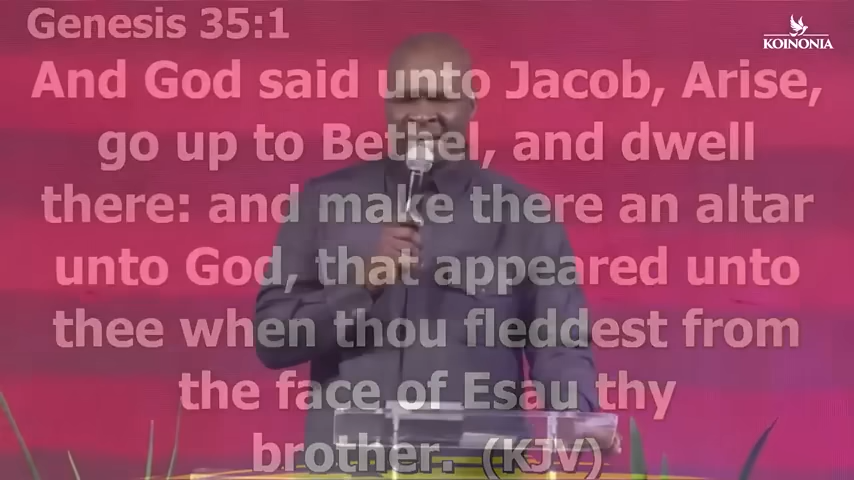 Genesis 35:1
KOINONIA
And God said unto Jacob, Arise,
go up to Bethel, and dwell
there: and make there an altar
unto God, that appeared unto
thee when thou fleddest from
the face of Esau thy
brother. (KJV)